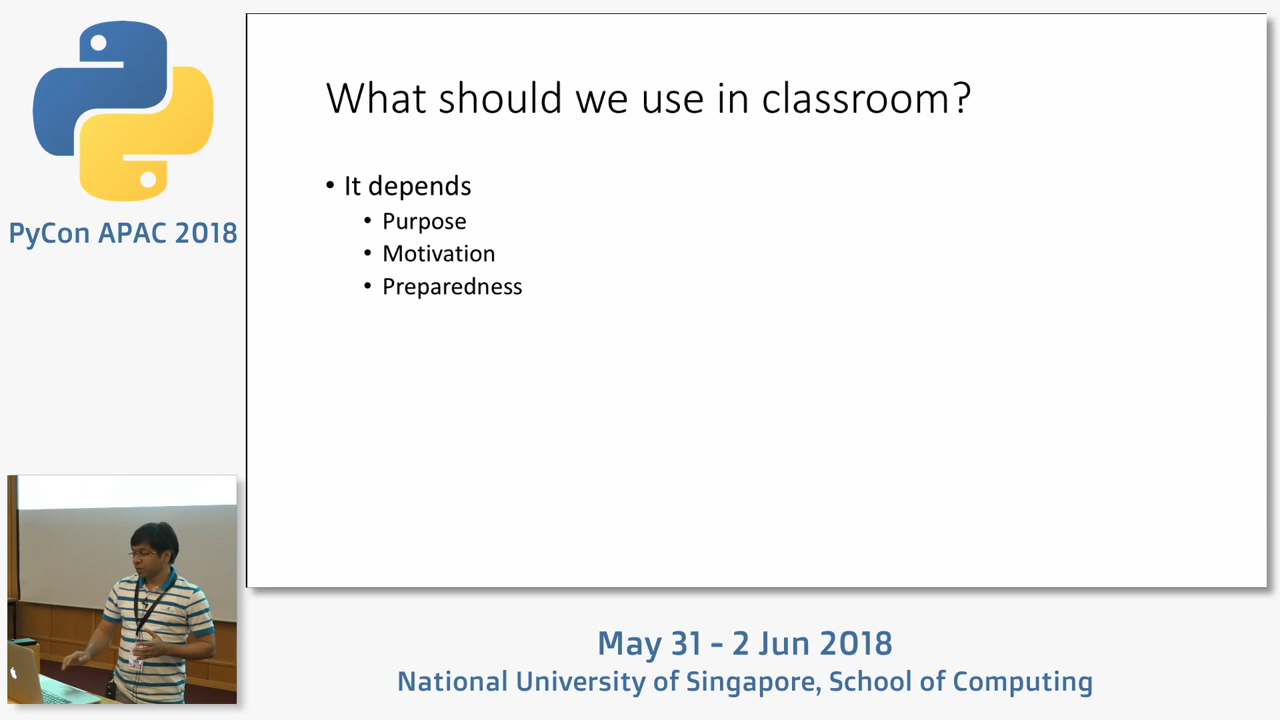 PyCon APAC 2018
What should we use in classroom?
• It depends
• Purpose
• Motivation
• Preparedness
May 31 - 2 Jun 2018
National University of Singapore, School of Computing